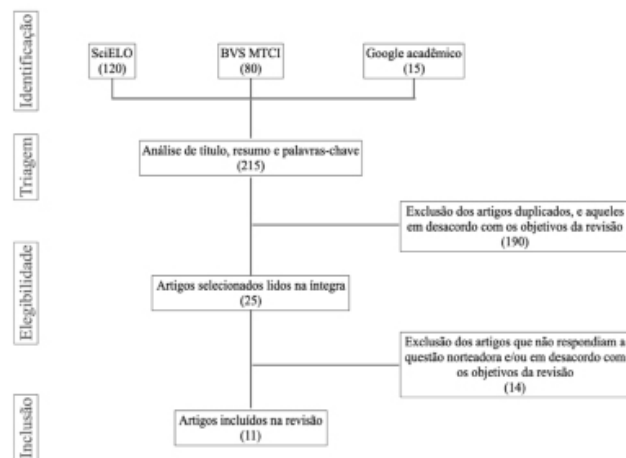 Identificação
SciELO
(120)
BVS MTCI
(80)
Google acadêmico
(15)
Triagem
Análise de título, resumo e palavras-chave
(215)
Exclusão dos artigos duplicados, e aqueles
em desacordo com os objetivos da revisão
(190)
Elegibilidade
Artigos selecionados lidos na íntegra
(25)
Exclusão dos artigos que não respondiam a
questão norteadora e/ou em desacordo com
os objetivos da revisão
(14)
Inclusão
Artigos incluídos na revisão
(11)